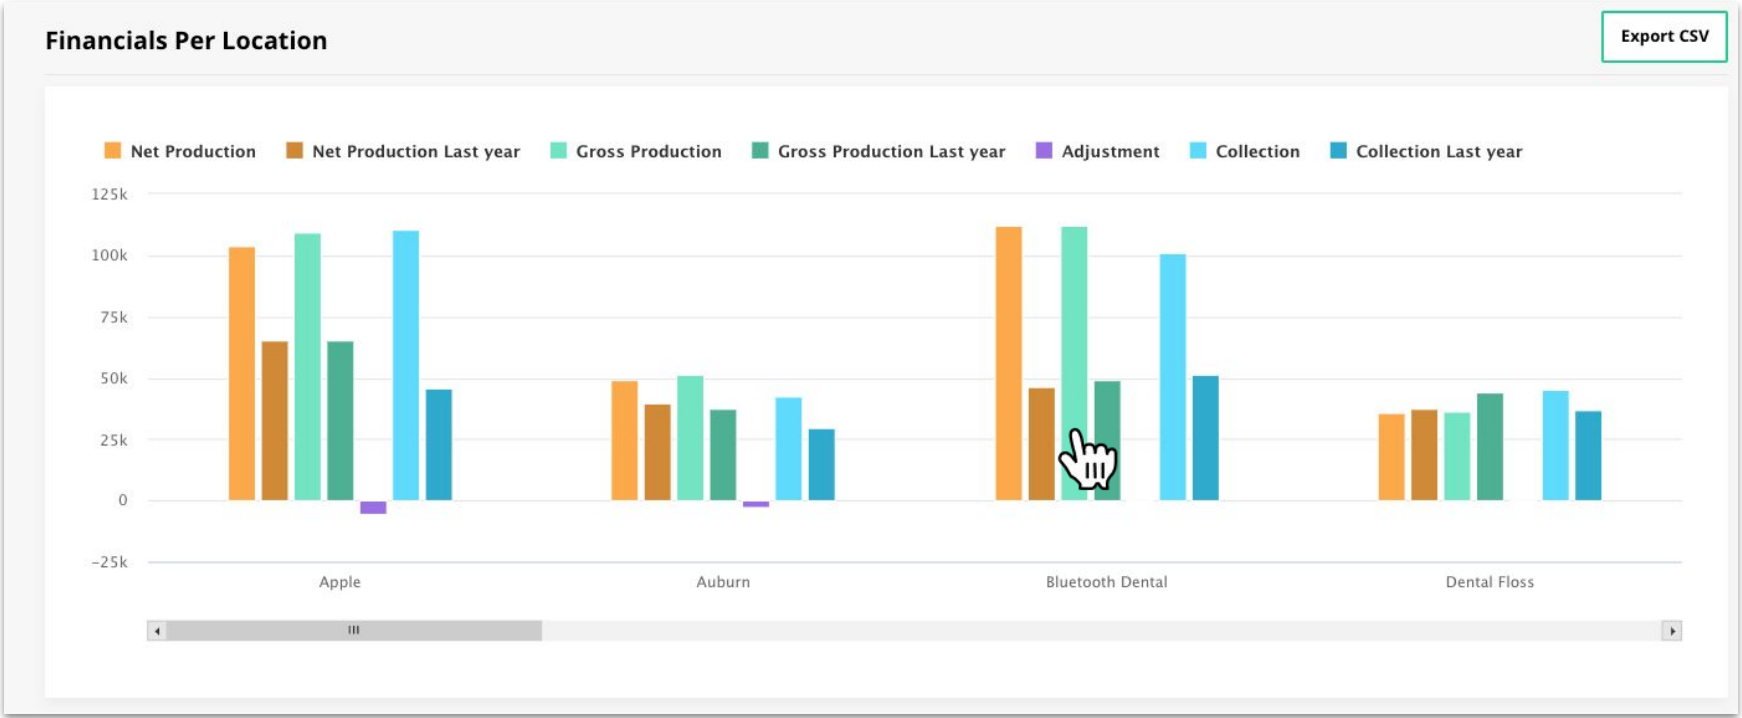 Financials Per Location
Export CSV
Net Production Net Production Last year Gross Production Gross Production Last year Adjustment Collection Collection Last year
125k
100k
75k
50k
25k
0
−25k
Apple Auburn Bluetooth Dental Dental Floss